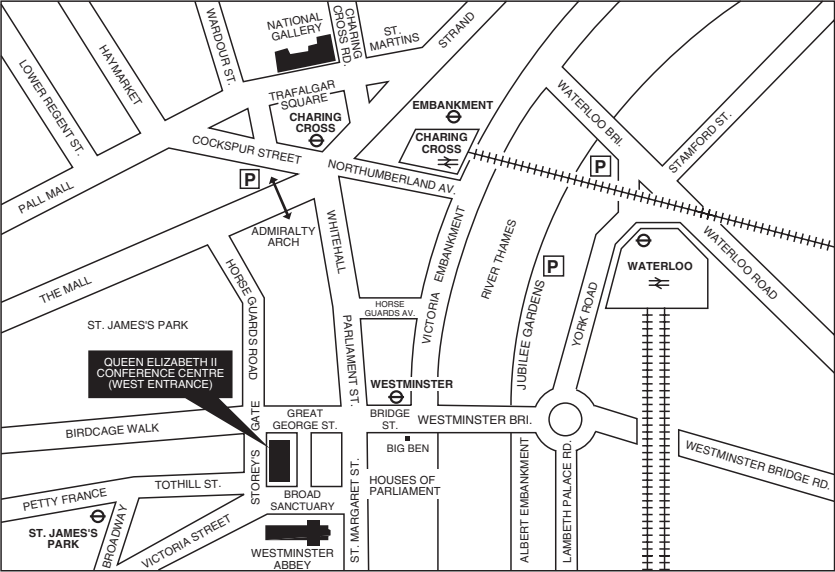 NATIONAL
GALLERY
CHARING
CROSS RD.
ST.
MARTINS
STRAND
WARDOUR ST.
HAYMARKET
LOWER REGENT ST.
TRAFALGAR
SQUARE
CHARING
CROSS
EMBANKMENT
CHARING
CROSS
WATERLOO BRI.
STAMFORD ST.
COCKSPUR STREET
NORTHUMBERLAND AV.
PALL MALL
P
P
ADMIRALTY
ARCH
WHITEHALL
VICTORIA EMBANKMENT
RIVER THAMES
P
WATERLOO
WATERLOO ROAD
THE MALL
HORSE GUARDS ROAD
HORSE
GUARDS AV.
JUBILEE GARDENS
YORK ROAD
ST. JAMES'S PARK
PARLIAMENT ST.
QUEEN ELIZABETH II
CONFERENCE CENTRE
(WEST ENTRANCE)
WESTMINSTER
GREAT
GEORGE ST.
BRIDGE
ST.
WESTMINSTER BRI.
BIRDCAGE WALK
STOREY'S GATE
BIG BEN
WESTMINSTER BRIDGE RD.
TOTHILL ST.
HOUSES OF
PARLIAMENT
PETTY FRANCE
BROAD
SANCTUARY
ST. MARGARET ST.
ALBERT EMBANKMENT
LAMBETH PALACE RD.
ST. JAMES'S
PARK
BROADWAY
VICTORIA STREET
WESTMINSTER
ABBEY